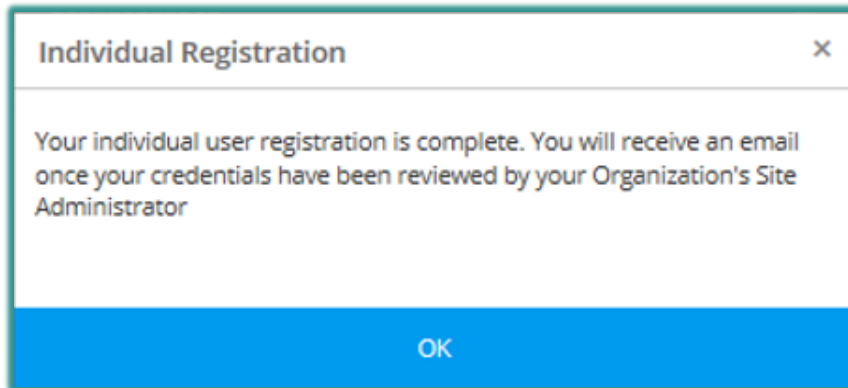 Individual Registration ×
Your individual user registration is complete. You will receive an email
once your credentials have been reviewed by your Organization's Site
Administrator
OK